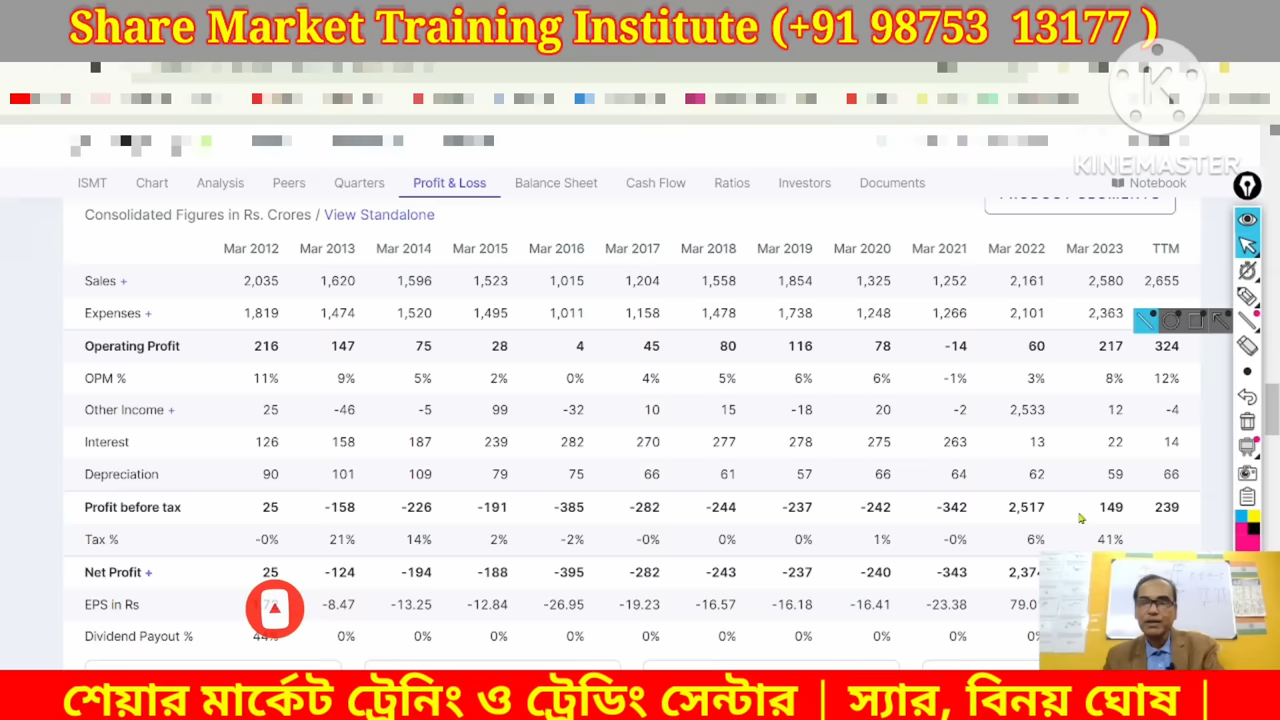 Share Market Training Institute (+91 98753 13177 )
KINEMASTER
ISMT Chart Analysis Peers Quarters Profit & Loss Balance Sheet Cash Flow Ratios Investors Documents Notebook
PRODUCT SEGMENTS
Consolidated Figures in Rs. Crores / View Standalone
Mar 2012 Mar 2013 Mar 2014 Mar 2015 Mar 2016 Mar 2017 Mar 2018 Mar 2019 Mar 2020 Mar 2021 Mar 2022 Mar 2023 TTM
Sales + 2,035 1,620 1,596 1,523 1,015 1,204 1,558 1,854 1,325 1,252 2,161 2,580 2,655
Expenses + 1,819 1,474 1,520 1,495 1,011 1,158 1,478 1,738 1,248 1,266 2,101 2,363
Operating Profit 216 147 75 28 4 45 80 116 78 -14 60 217 324
OPM % 11% 9% 5% 2% 0% 4% 5% 6% 6% -1% 3% 8% 12%
Other Income + 25 -46 -5 99 -32 10 15 -18 20 -2 2,533 12 -4
Interest 126 158 187 239 282 270 277 278 275 263 13 22 14
Depreciation 90 101 109 79 75 66 61 57 66 64 62 59 66
Profit before tax 25 -158 -226 -191 -385 -282 -244 -237 -242 -342 2,517 149 239
Tax % -0% 21% 14% 2% -2% -0% 0% 0% 1% -0% 6% 41%
Net Profit + 25 -124 -194 -188 -395 -282 -243 -237 -240 -343
EPS in Rs -8.47 -13.25 -12.84 -26.95 -19.23 -16.57 -16.18 -16.41 -23.38
Dividend Payout % 44% 0% 0% 0% 0% 0% 0% 0% 0% 0% 0%
শেয়ার মার্কেট ট্রেনিং ও ট্রেডিং সেন্টার | স্যার, বিনয় ঘোষ |